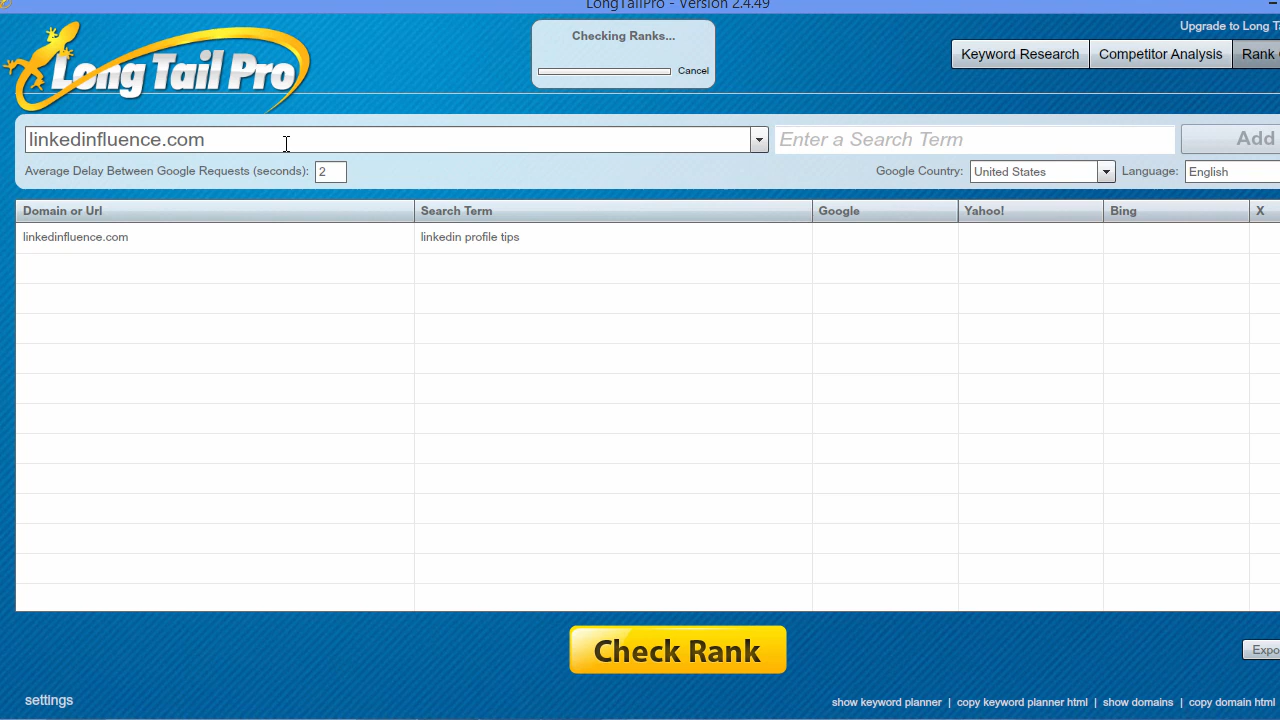 LongTailPro - Version 2.4.49
Long Tail Pro
Checking Ranks...
Cancel
Upgrade to Long
Keyword Research
Competitor Analysis
Rank
linkedinfluence.com
Enter a Search Term
Add
Average Delay Between Google Requests (seconds): 2
Google Country: United States
Language: English
Domain or Url Search Term Google Yahoo! Bing X
linkedinfluence.com linkedin profile tips
Check Rank
Expo
settings
show keyword planner | copy keyword planner html | show domains | copy domain html